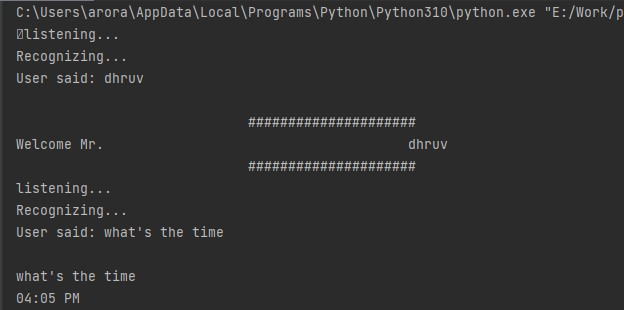 C:\Users\arora\AppData\Local\Programs\Python\Python310\python.exe "E:/Work/p
listening...
Recognizing...
User said: dhruv
#####################
Welcome Mr. dhruv
#####################
listening...
Recognizing...
User said: what's the time
what's the time
04:05 PM